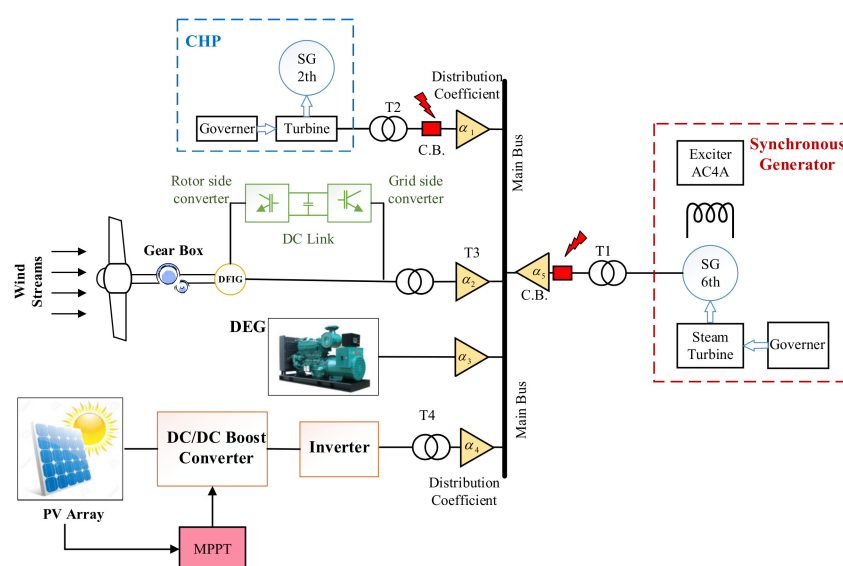 CHP
SG
2th
Governer
Turbine
T2
C.B.
Distribution
Coefficient
α1
Main Bus
Rotor side
converter
Grid side
converter
DC Link
Wind
Streams
Gear Box
DFIG
T3
α2
α5
C.B.
T1
Synchronous
Generator
Exciter
AC4A
SG
6th
Steam
Turbine
Governer
DEG
α3
Main Bus
PV Array
DC/DC Boost
Converter
Inverter
T4
α4
Distribution
Coefficient
MPPT